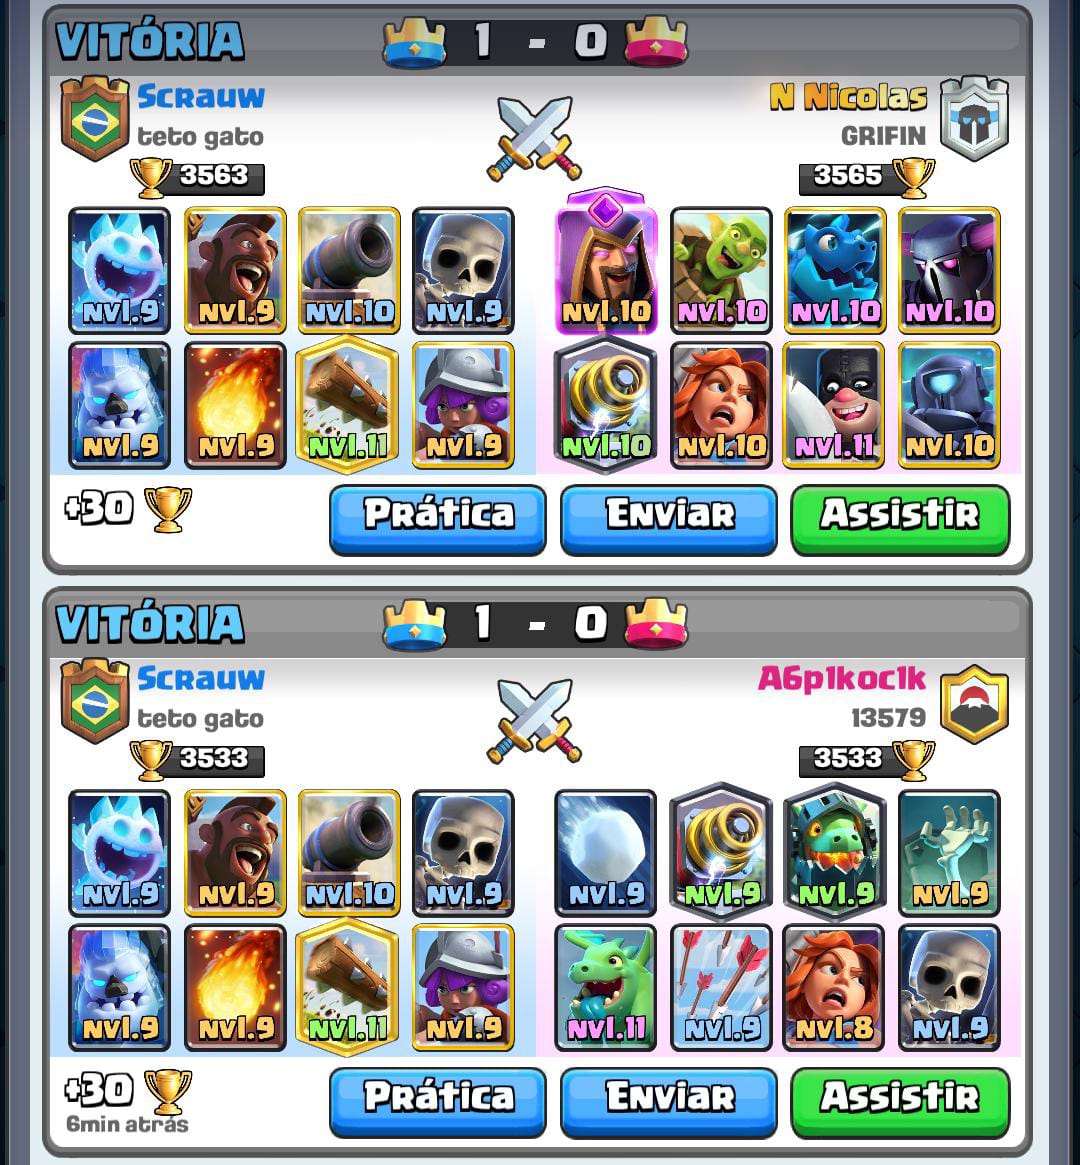 VITÓRIA 1 - 0
Scrauw N Nicolas
teto gato GRIFIN
3563 3565
nvl.9 nvl.9 nvl.10 nvl.9 nvl.10 nvl.10 nvl.10 nvl.10
nvl.9 nvl.9 nvl.11 nvl.9 nvl.10 nvl.10 nvl.11 nvl.10
+30 Prática Enviar Assistir
VITÓRIA 1 - 0
Scrauw A6p1koc1k
teto gato 13579
3533 3533
nvl.9 nvl.9 nvl.10 nvl.9 nvl.9 nvl.9 nvl.9 nvl.9
nvl.9 nvl.9 nvl.11 nvl.9 nvl.11 nvl.9 nvl.8 nvl.9
+30 Prática Enviar Assistir
6min atrás